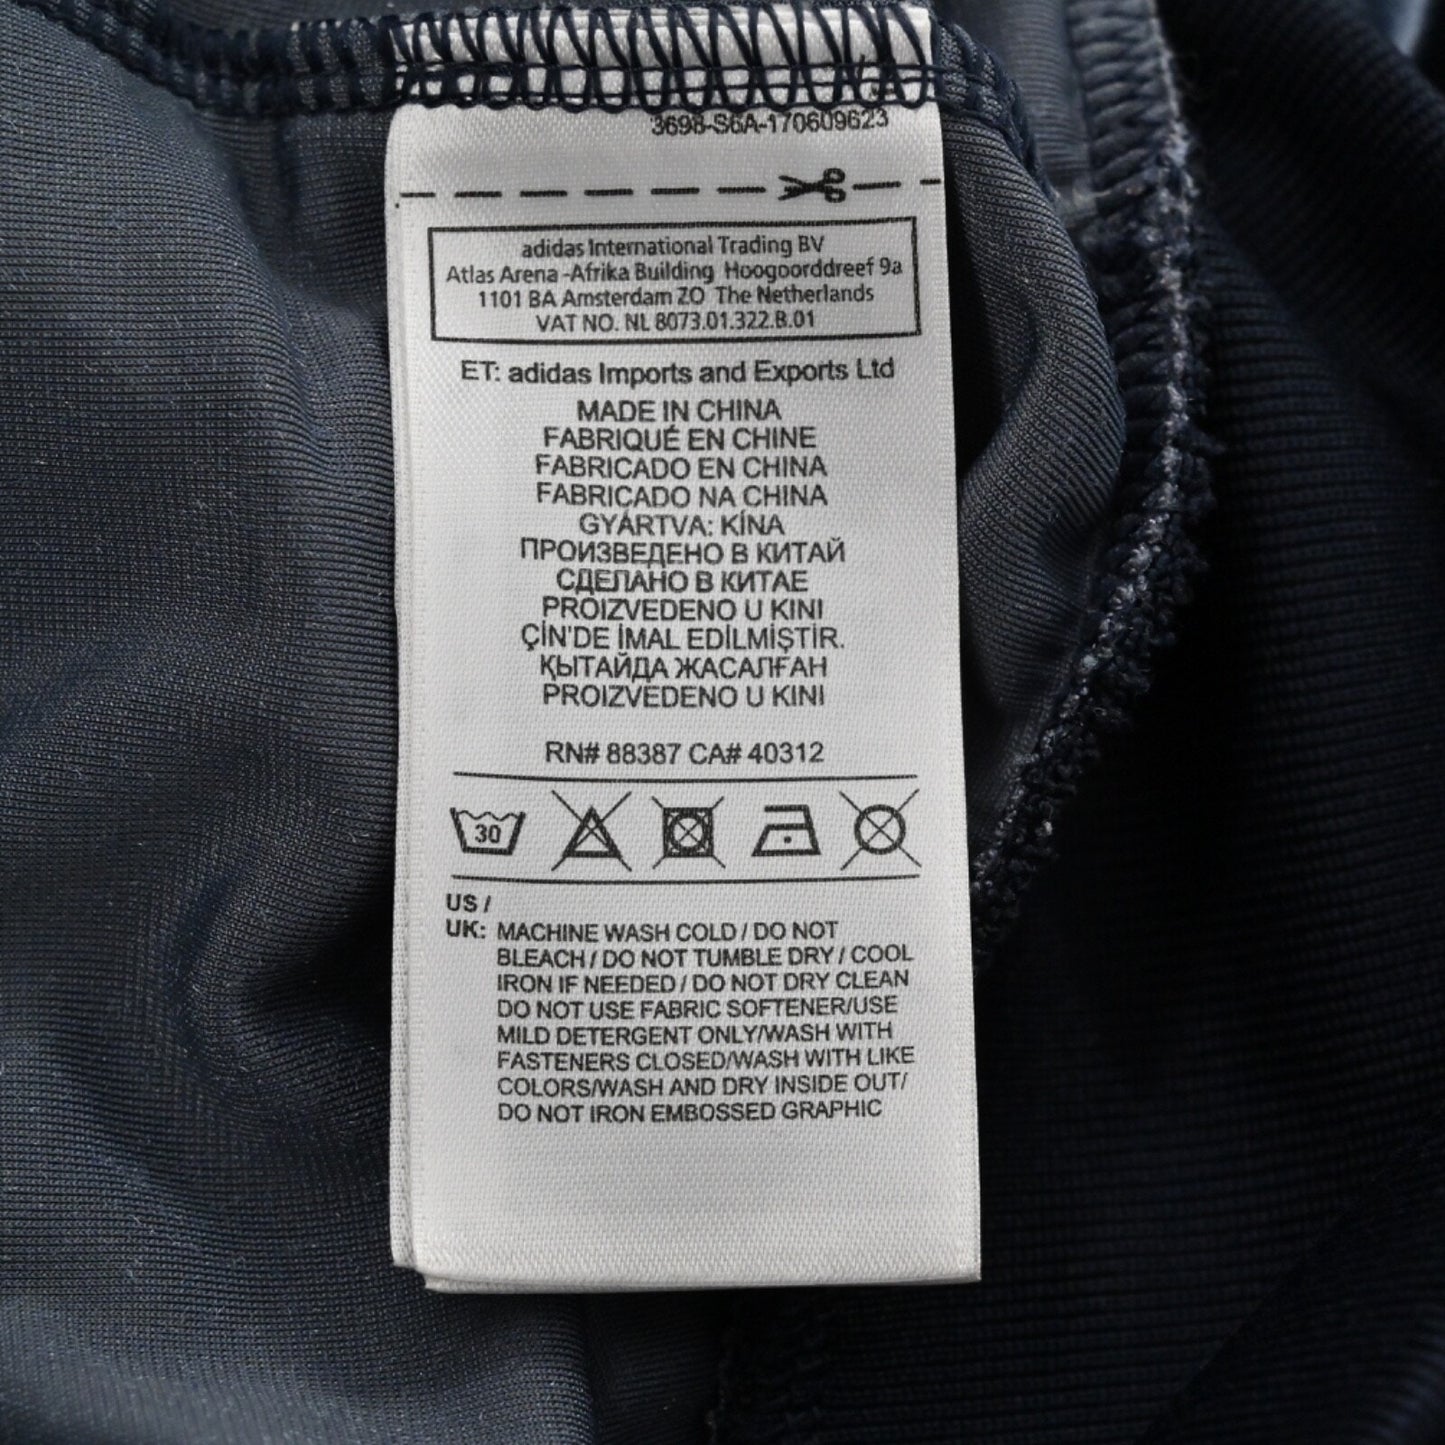 3698-S6A-170609623
adidas International Trading BV
Atlas Arena -Afrika Building Hoogoorddreef 9a
1101 BA Amsterdam ZO The Netherlands
VAT NO. NL 8073.01.322.B.01
ET: adidas Imports and Exports Ltd
MADE IN CHINA
FABRIQUÉ EN CHINE
FABRICADO EN CHINA
FABRICADO NA CHINA
GYÁRTVA: KÍNA
ПРОИЗВЕДЕНО В КИТАЙ
СДЕЛАНО В КИТАЕ
PROIZVEDENO U KINI
ÇİN'DE İMAL EDİLMİŞTİR.
ҚЫТАЙДА ЖАСАЛҒАН
PROIZVEDENO U KINI
RN# 88387 CA# 40312
30
US /
UK: MACHINE WASH COLD / DO NOT
BLEACH / DO NOT TUMBLE DRY / COOL
IRON IF NEEDED / DO NOT DRY CLEAN
DO NOT USE FABRIC SOFTENER/USE
MILD DETERGENT ONLY/WASH WITH
FASTENERS CLOSED/WASH WITH LIKE
COLORS/WASH AND DRY INSIDE OUT/
DO NOT IRON EMBOSSED GRAPHIC